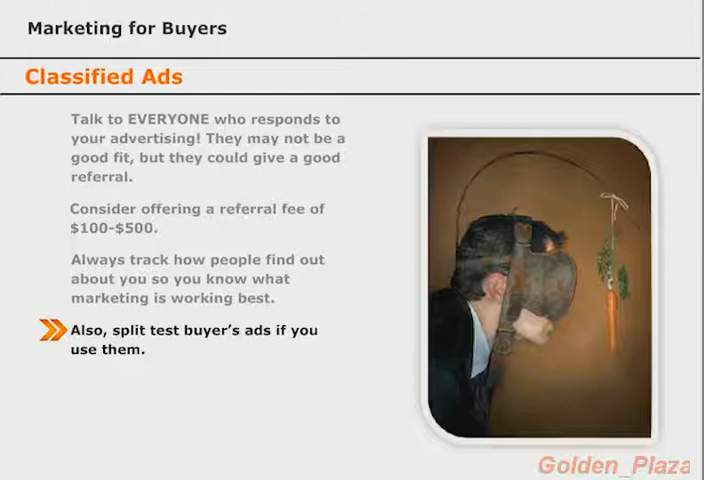 Marketing for Buyers
Classified Ads
Talk to EVERYONE who responds to
your advertising! They may not be a
good fit, but they could give a good
referral.
Consider offering a referral fee of
$100-$500.
Always track how people find out
about you so you know what
marketing is working best.
Also, split test buyer's ads if you
use them.
Golden_Plaza